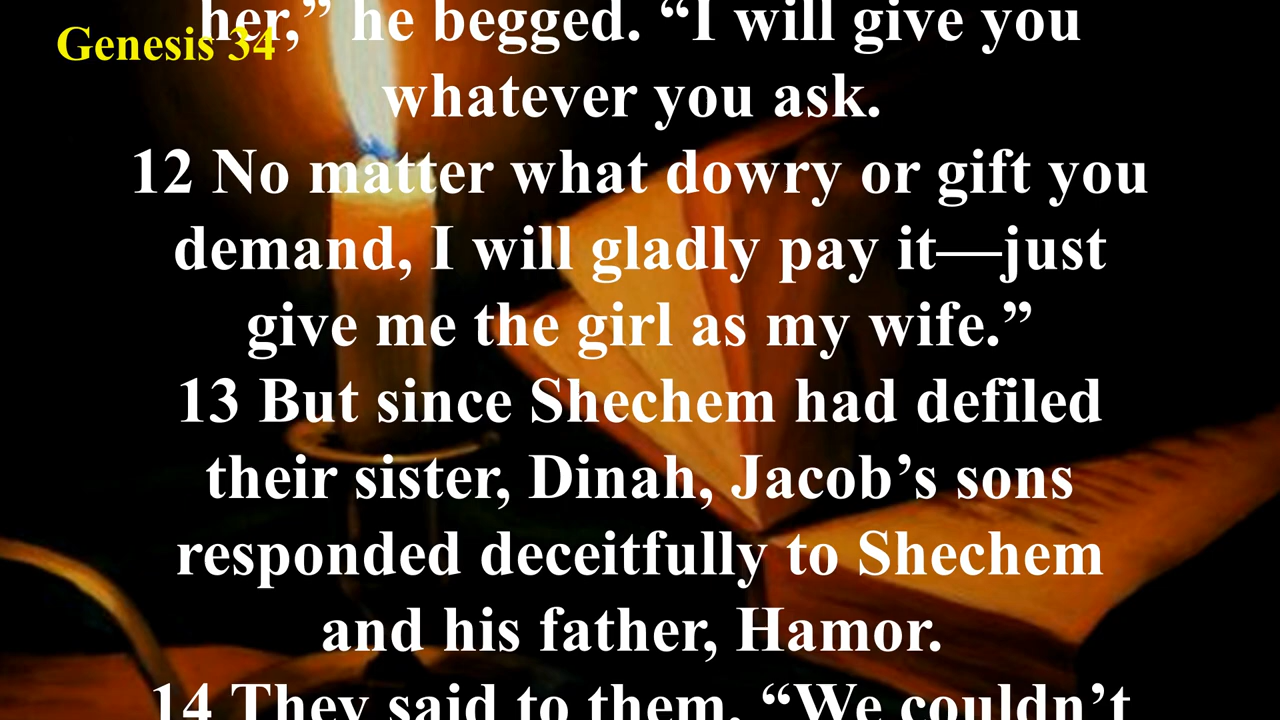 Genesis 34
her,” he begged. “I will give you
whatever you ask.
12 No matter what dowry or gift you
demand, I will gladly pay it—just
give me the girl as my wife.”
13 But since Shechem had defiled
their sister, Dinah, Jacob’s sons
responded deceitfully to Shechem
and his father, Hamor.
14 They said to them, “We couldn’t